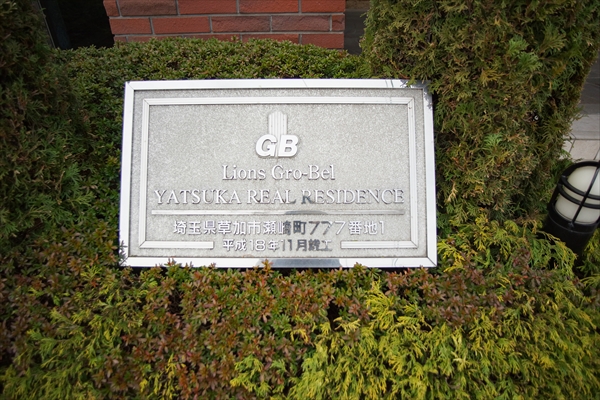 GB
Lions Gro-Bel
YATSUKA REAL RESIDENCE
埼玉県草加市瀬崎町777番地1
平成18年11月竣工